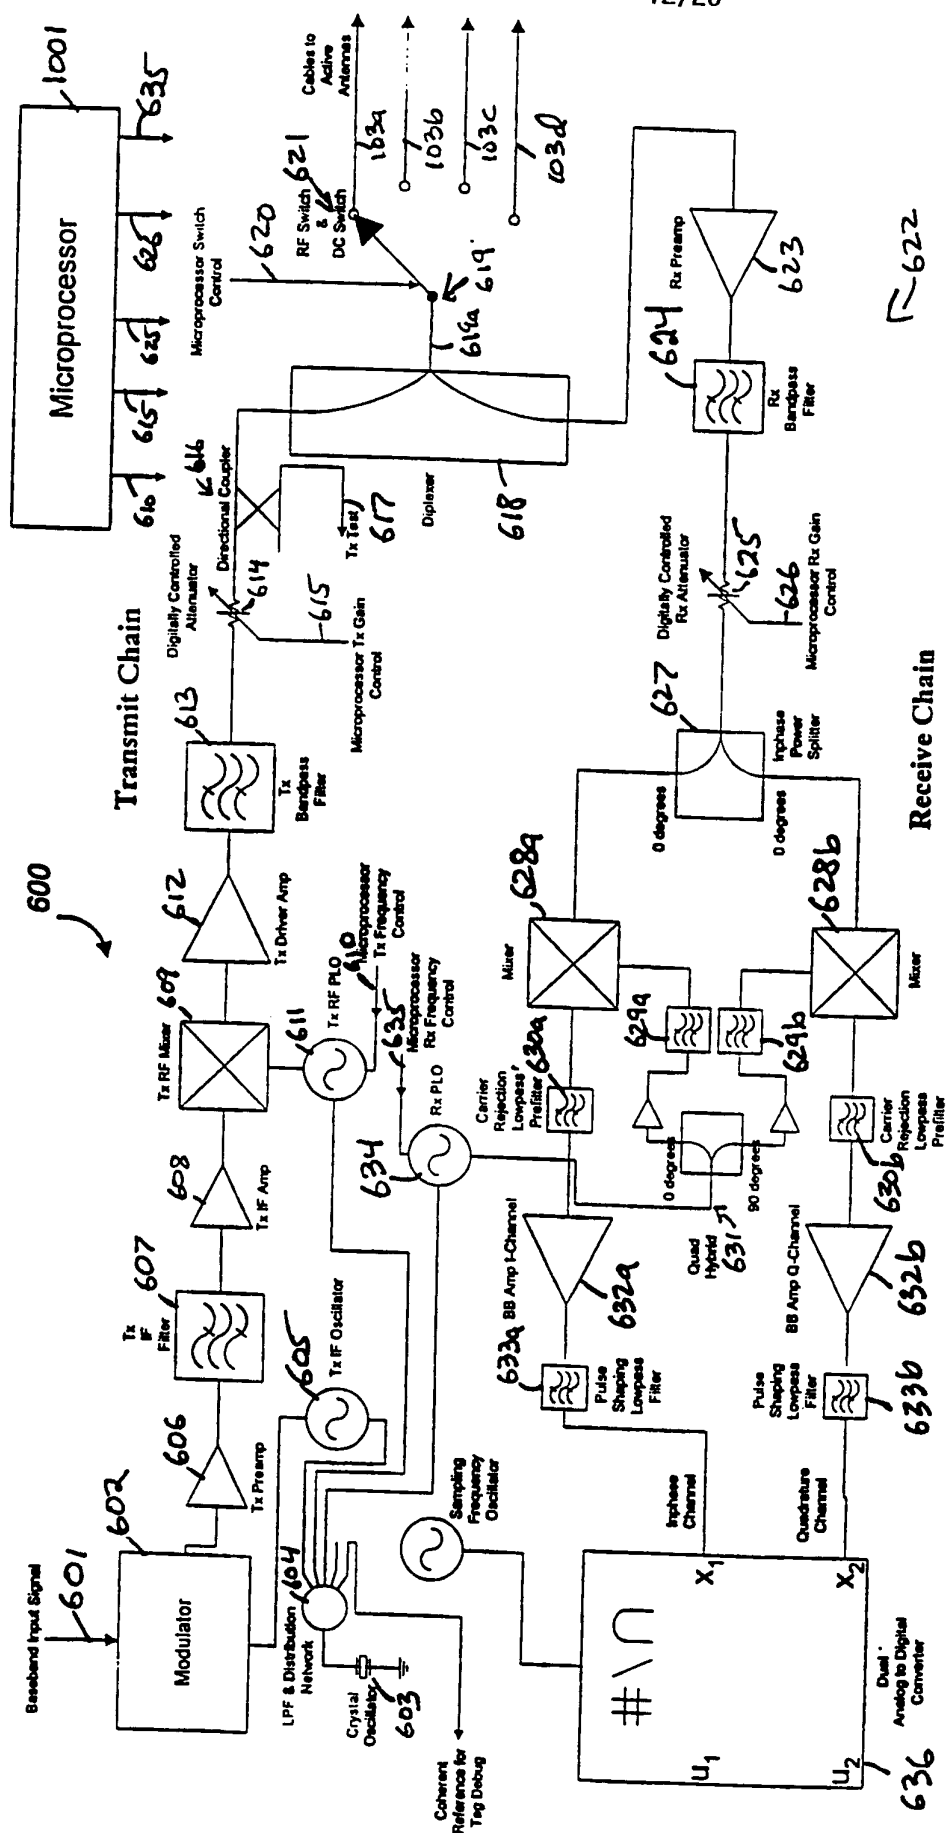 12/20
1001
Microprocessor
610
615
625
626
635
600
Transmit Chain
Baseband Input Signal
601
602
Modulator
606
Tx Preamp
607
Tx
IF
Filter
608
Tx IF Amp
609
Tx RF Mixer
612
Tx Driver Amp
613
Tx
Bandpass
Filter
Digitally Controlled
Attenuator
614
615
Microprocessor Tx Gain
Control
616
Directional Coupler
Tx Test
617
618
Diplexer
619a
619
Microprocessor Switch
Control
620
RF Switch
&
DC Switch
621
Cables to
Active
Antennes
103a
103b
103c
103d
LPF & Distribution
Network
604
Crystal
Oscillator
603
Coherent
Reference for
Tag Debug
605
Tx IF Oscillator
611
Tx RF PLO
610
Microprocessor
Tx Frequency
Control
635
Microprocessor
Rx Frequency
Control
634
Rx PLO
Sampling
Frequency
Oscillator
# \ ∩
U1
U2
X1
X2
Dual
Analog to Digital
Converter
636
Inphase
Channel
Quadrature
Channel
633a
Pulse
Shaping
Lowpass
Filter
Pulse
Shaping
Lowpass
Filter
633b
BB Amp I-Channel
632a
BB Amp Q-Channel
632b
Quad
Hybrid
631
0 degrees
90 degrees
Carrier
Rejection
Lowpass
Prefilter
630a
630b
Carrier
Rejection
Lowpass
Prefilter
629a
629b
Mixer
628a
628b
Mixer
0 degrees
0 degrees
627
Inphase
Power
Splitter
Digitally Controlled
Rx Attenuator
625
626
Microprocessor Rx Gain
Control
624
Rx
Bandpass
Filter
Rx Preamp
623
622
Receive Chain